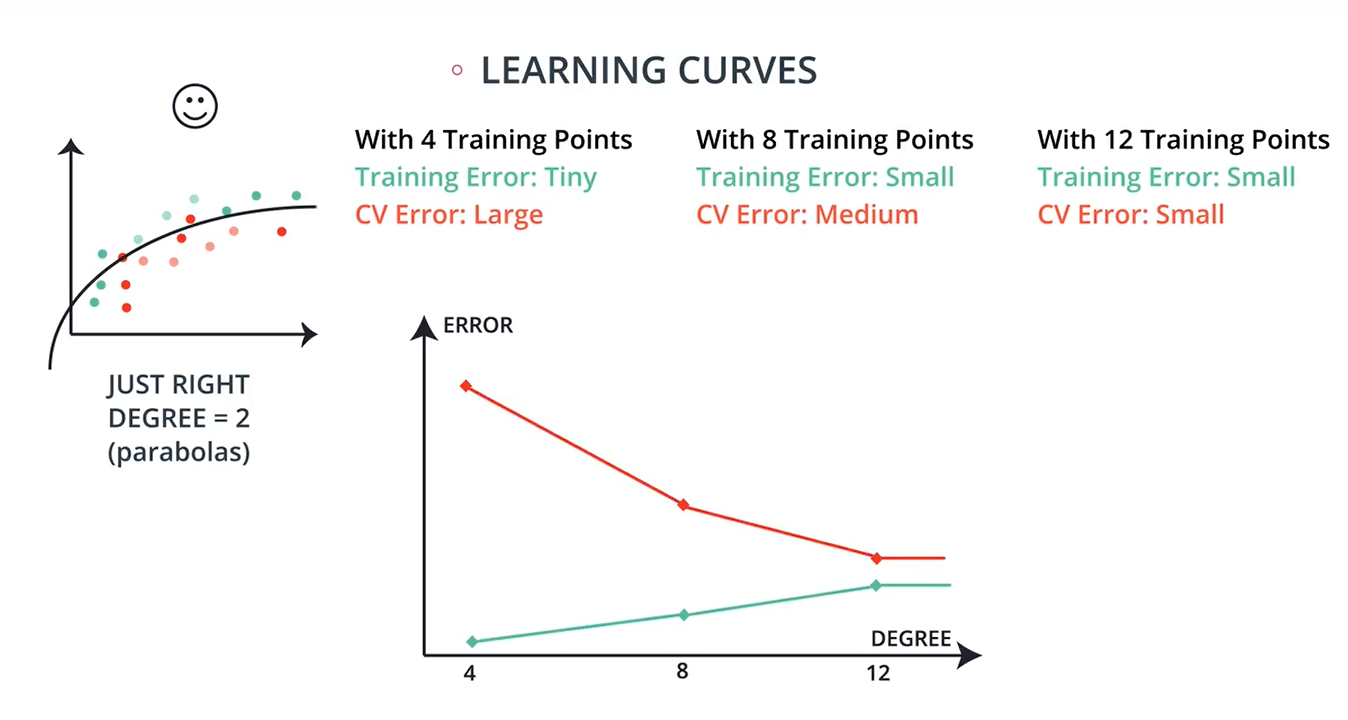 LEARNING CURVES
With 4 Training Points
Training Error: Tiny
CV Error: Large
With 8 Training Points
Training Error: Small
CV Error: Medium
With 12 Training Points
Training Error: Small
CV Error: Small
JUST RIGHT
DEGREE = 2
(parabolas)
ERROR
DEGREE
4
8
12